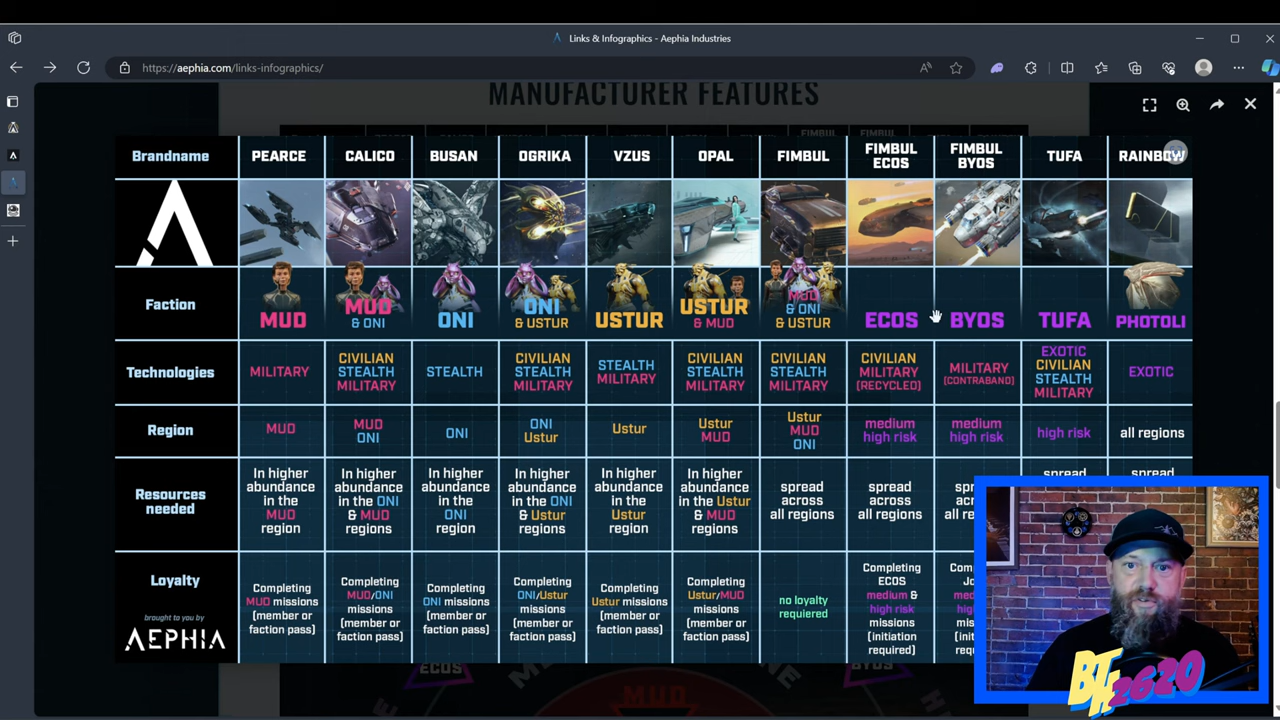 Links & Infographics - Aephia Industries
https://aephia.com/links-infographics/
MANUFACTURER FEATURES
Brandname
PEARCE
CALICO
BUSAN
OGRIKA
VZUS
OPAL
FIMBUL
FIMBUL
ECOS
FIMBUL
BYOS
TUFA
RAINBOW
Faction
MUD
MUD
& ONI
ONI
ONI
& USTUR
USTUR
USTUR
& MUD
MUD
& ONI
& USTUR
ECOS
BYOS
TUFA
PHOTOLI
Technologies
MILITARY
CIVILIAN
STEALTH
MILITARY
STEALTH
CIVILIAN
STEALTH
MILITARY
STEALTH
MILITARY
CIVILIAN
STEALTH
MILITARY
CIVILIAN
STEALTH
MILITARY
CIVILIAN
MILITARY
(RECYCLED)
MILITARY
(CONTRABAND)
EXOTIC
CIVILIAN
STEALTH
MILITARY
EXOTIC
Region
MUD
MUD
ONI
ONI
ONI
Ustur
Ustur
Ustur
MUD
Ustur
MUD
ONI
medium
high risk
medium
high risk
high risk
all regions
Resources
needed
In higher
abundance
in the
MUD
region
In higher
abundance
in the ONI
& MUD
regions
In higher
abundance
in the
ONI
region
In higher
abundance
in the ONI
& Ustur
regions
In higher
abundance
in the
Ustur
region
In higher
abundance
in the Ustur
& MUD
regions
spread
across
all regions
spread
across
all regions
spread
spread
Loyalty
brought to you by
AEPHIA
Completing
MUD missions
(member or
faction pass)
Completing
MUD/ONI
missions
(member or
faction pass)
Completing
ONI missions
(member or
faction pass)
Completing
ONI/Ustur
missions
(member or
faction pass)
Completing
Ustur missions
(member or
faction pass)
Completing
Ustur/MUD
missions
(member or
faction pass)
no loyalty
requiered
Completing
ECOS
medium &
high risk
missions
(initiation
required)
ECOS
MUD
BYOS
BTH2620